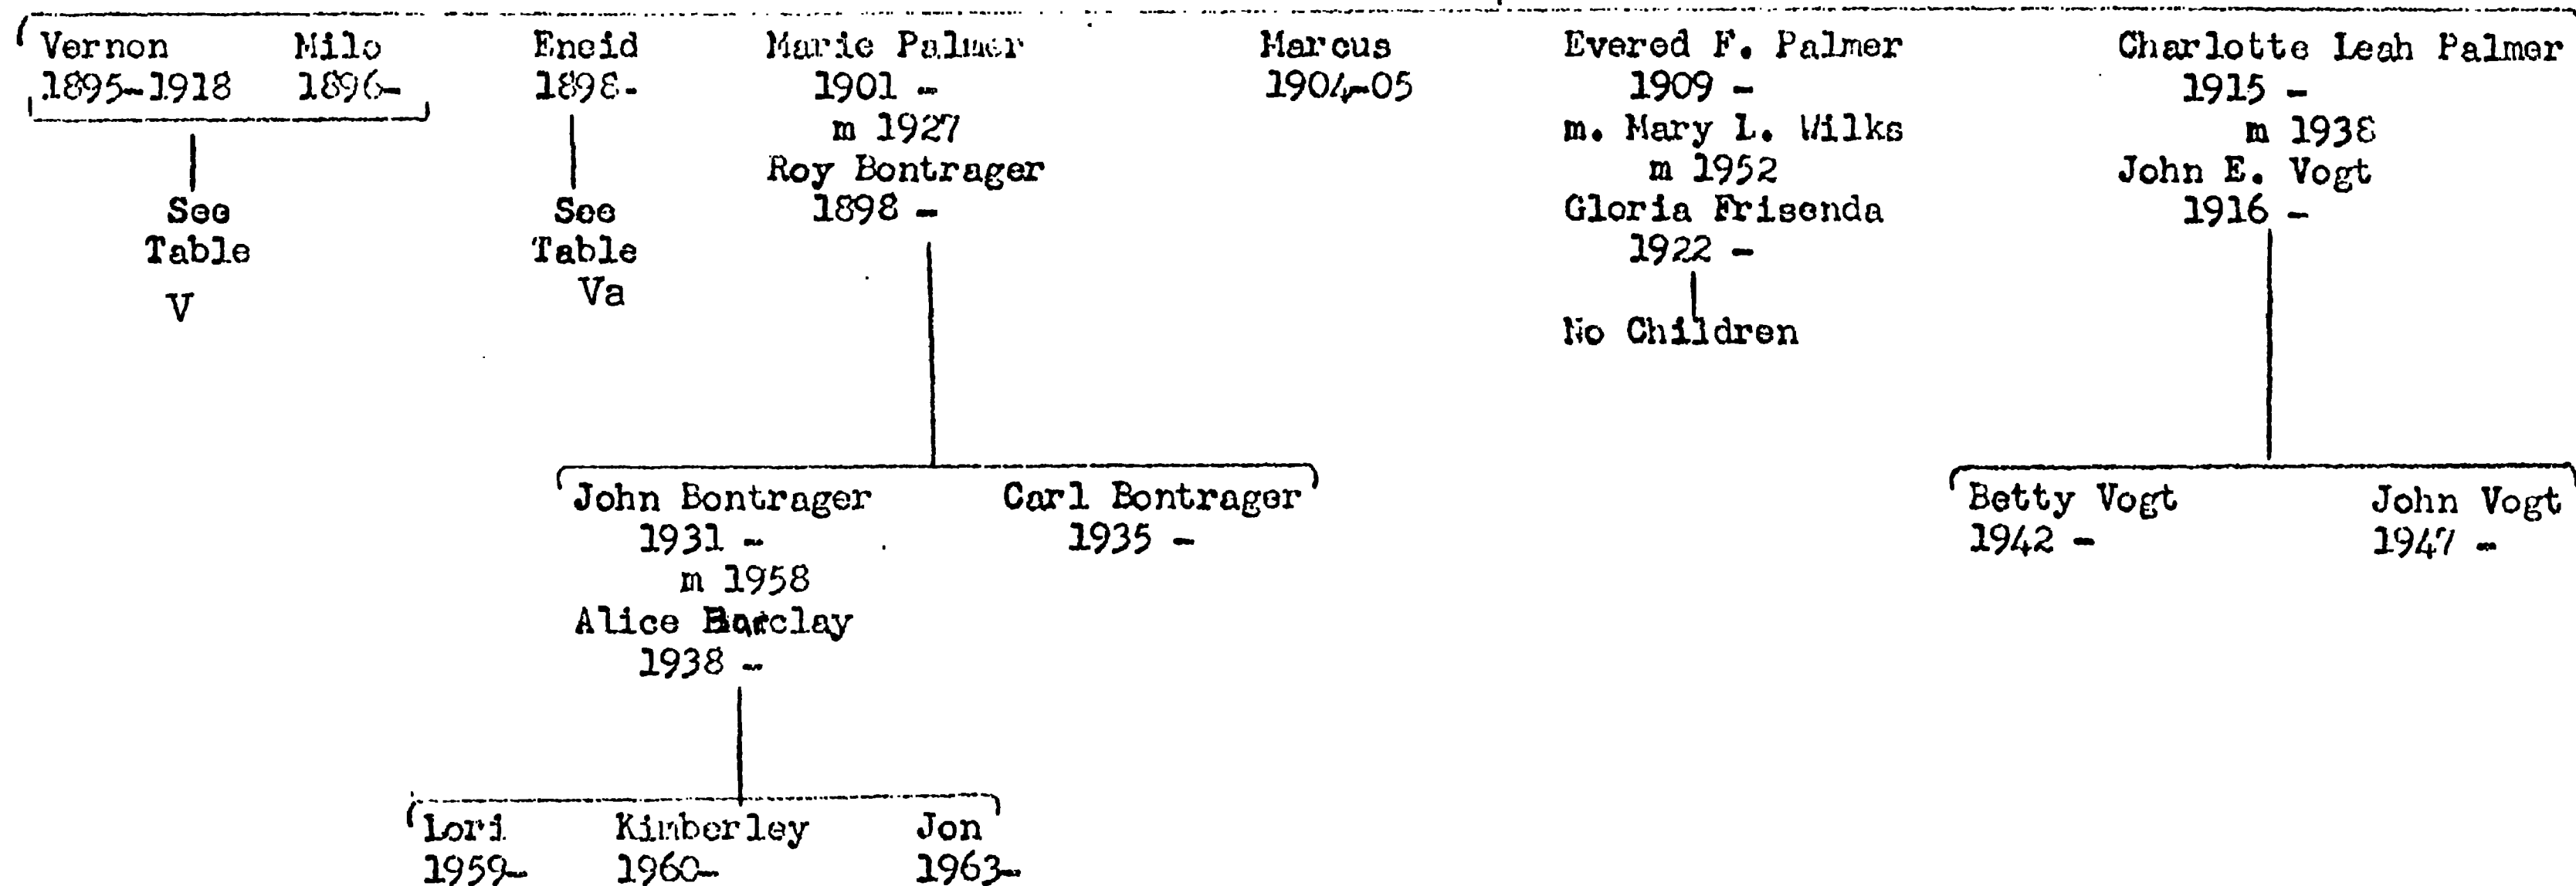 Vernon Milo Eneid Marie Palmer Marcus Evered F. Palmer Charlotte Leah Palmer
1895-1918 1896- 1898- 1901 - 1904-05 1909 - 1915 -
m 1927 m. Mary L. Wilks m 1938
Roy Bontrager m 1952 John E. Vogt
See See 1898 - Gloria Frisenda 1916 -
Table Table 1922 -
V Va
No Children
John Bontrager Carl Bontrager Betty Vogt John Vogt
1931 - 1935 - 1942 - 1947 -
m 1958
Alice Barclay
1938 -
Lori Kimberley Jon
1959- 1960- 1963-